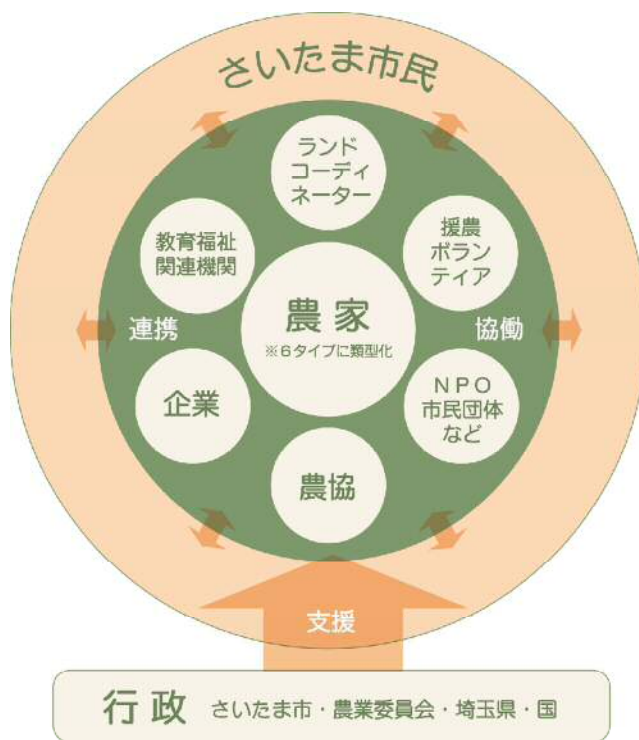 さいたま市民
ランド
コーディ
ネーター
教育福祉
関連機関
援農
ボラン
ティア
農家
※6タイプに類型化
連携
協働
企業
NPO
市民団体
など
農協
支援
行政 さいたま市・農業委員会・埼玉県・国